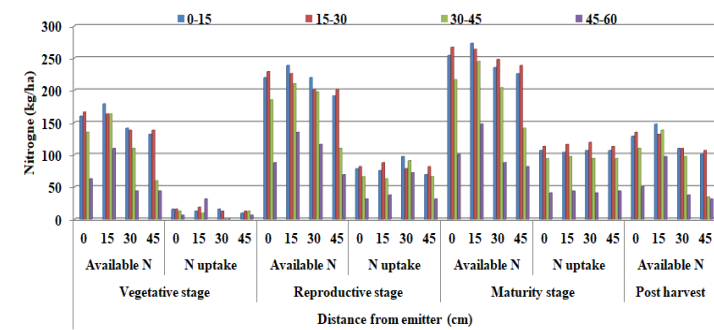 0-15 15-30 30-45 45-60
300
250
200
150
100
50
0
Nitrogne (kg/ha)
0 15 30 45 0 15 30 45 0 15 30 45 0 15 30 45 0 15 30 45 0 15 30 45 0 15 30 45
Available N N uptake Available N N uptake Available N N uptake Available N
Vegetative stage Reproductive stage Maturity stage Post harvest
Distance from emitter (cm)